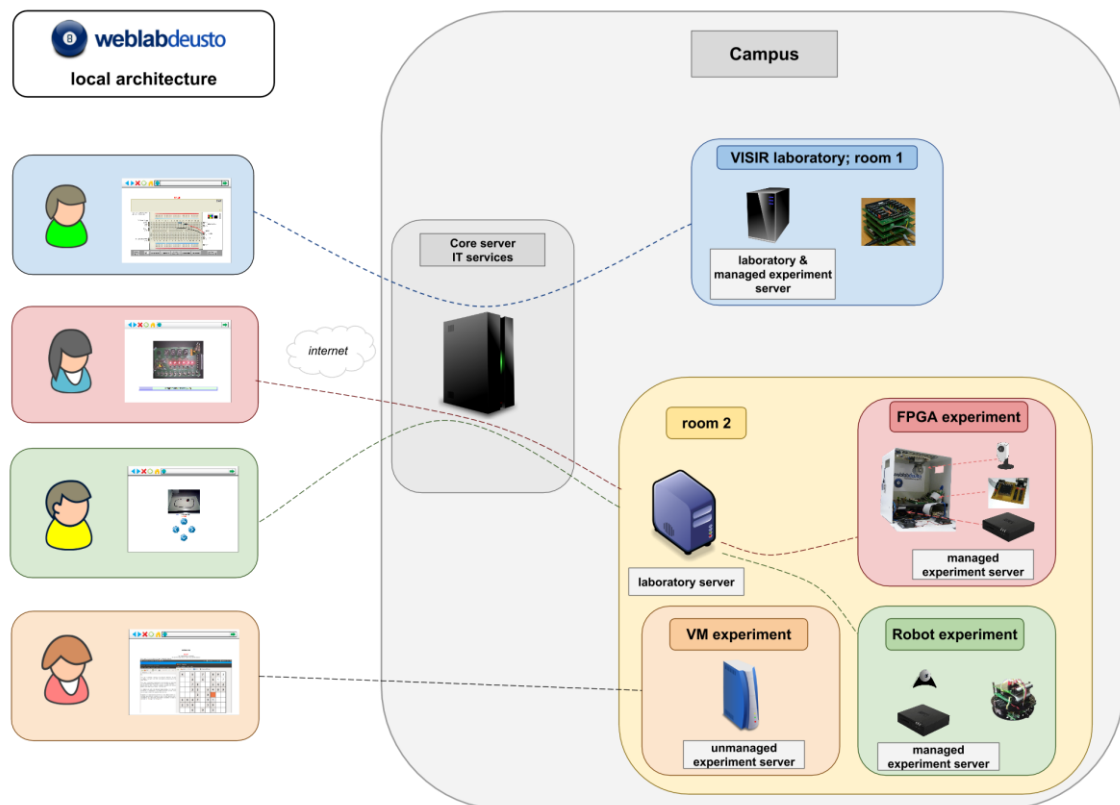 weblabdeusto
local architecture
Campus
VISIR laboratory; room 1
laboratory &
managed experiment
server
Core server
IT services
internet
room 2
FPGA experiment
laboratory server
managed
experiment server
VM experiment
unmanaged
experiment server
Robot experiment
managed
experiment server